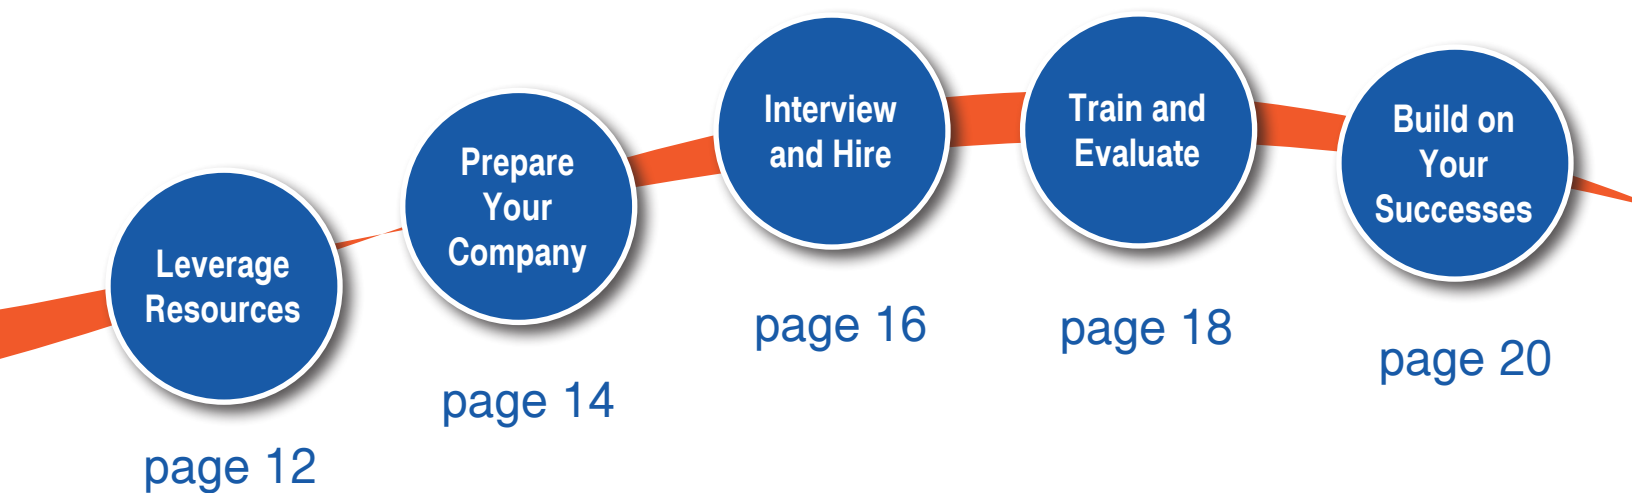 Leverage
Resources
page 12
Prepare
Your
Company
page 14
Interview
and Hire
page 16
Train and
Evaluate
page 18
Build on
Your
Successes
page 20